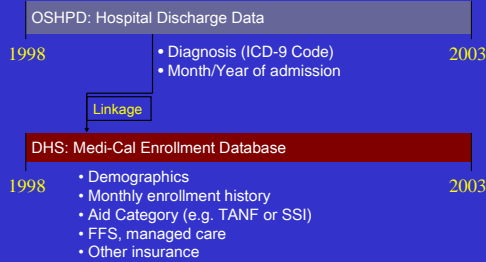 OSHPD: Hospital Discharge Data
1998
2003
• Diagnosis (ICD-9 Code)
• Month/Year of admission
Linkage
DHS: Medi-Cal Enrollment Database
1998
2003
• Demographics
• Monthly enrollment history
• Aid Category (e.g. TANF or SSI)
• FFS, managed care
• Other insurance